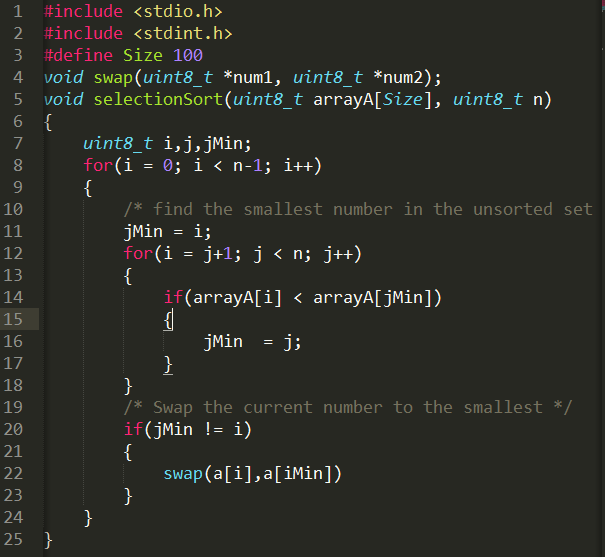 1 #include <stdio.h>
2 #include <stdint.h>
3 #define Size 100
4 void swap(uint8_t *num1, uint8_t *num2);
5 void selectionSort(uint8_t arrayA[Size], uint8_t n)
6 {
7     uint8_t i,j,jMin;
8     for(i = 0; i < n-1; i++)
9     {
10         /* find the smallest number in the unsorted set
11         jMin = i;
12         for(i = j+1; j < n; j++)
13         {
14             if(arrayA[i] < arrayA[jMin])
15             {
16                 jMin  = j;
17             }
18         }
19         /* Swap the current number to the smallest */
20         if(jMin != i)
21         {
22             swap(a[i],a[iMin])
23         }
24     }
25 }